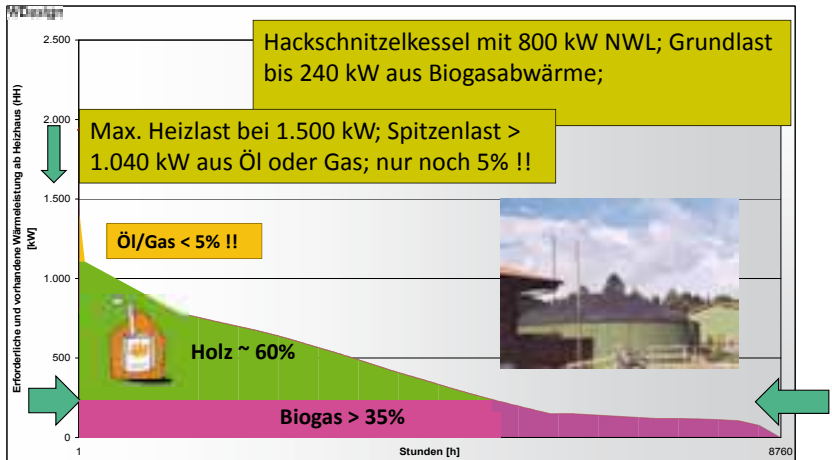 WDesign
Hackschnitzelkessel mit 800 kW NWL; Grundlast
bis 240 kW aus Biogasabwärme;
Max. Heizlast bei 1.500 kW; Spitzenlast >
1.040 kW aus Öl oder Gas; nur noch 5% !!
Erforderliche und vorhandene Wärmeleistung ab Heizhaus (HH)
[kW]
2.500
2.000
1.500
1.000
500
0
Öl/Gas < 5% !!
Holz ~ 60%
Biogas > 35%
1
Stunden [h]
8760